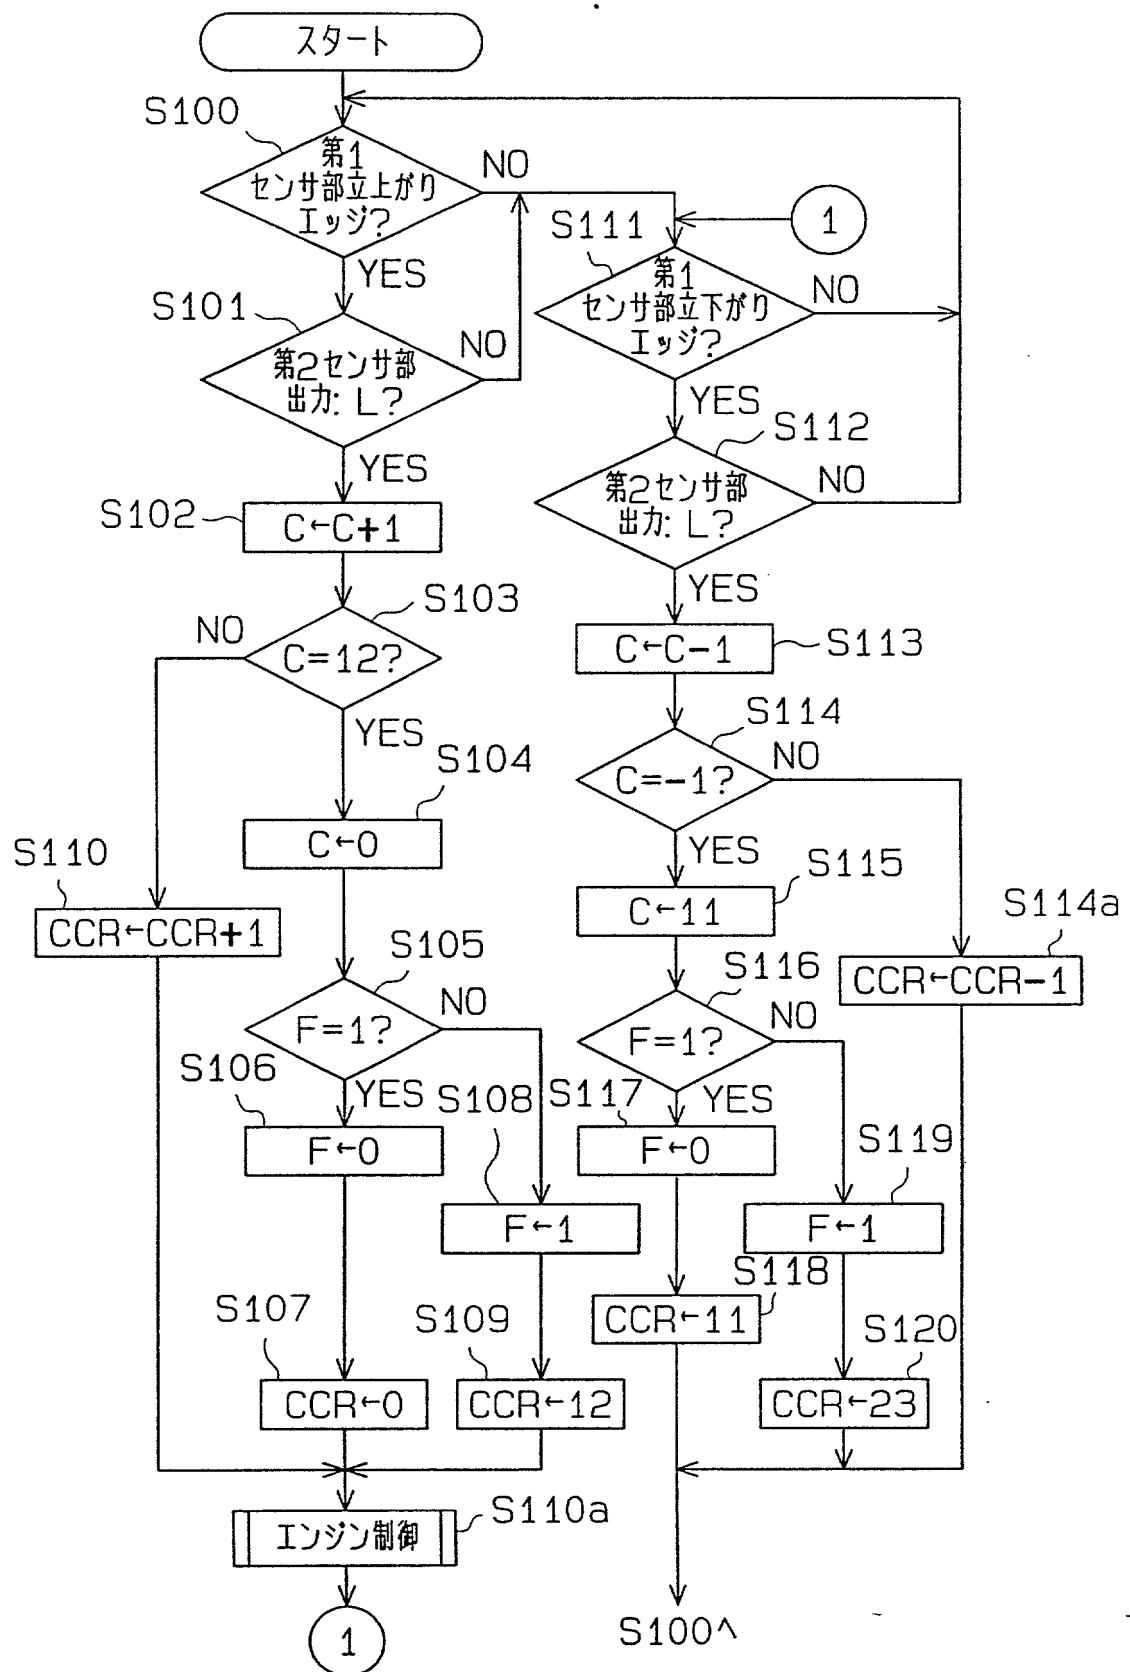 スタート
S100
第1
センサ部立上がり
エッジ?
NO
YES
S101
第2センサ部
出力: L?
NO
YES
S102
C←C+1
S103
C=12?
NO
YES
S104
C←0
S110
CCR←CCR+1
S105
F=1?
NO
YES
S106
F←0
S108
F←1
S107
CCR←0
S109
CCR←12
S110a
エンジン制御
1
1
S111
第1
センサ部立下がり
エッジ?
NO
YES
S112
第2センサ部
出力: L?
NO
YES
S113
C←C-1
S114
C=-1?
NO
YES
S115
C←11
S114a
CCR←CCR-1
S116
F=1?
NO
YES
S117
F←0
S119
F←1
S118
CCR←11
S120
CCR←23
S100へ